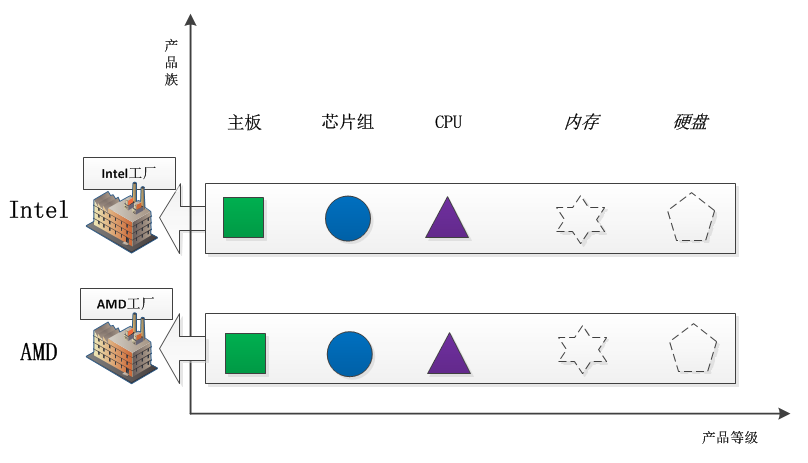 产品族
主板 芯片组 CPU 内存 硬盘
Intel工厂
Intel
AMD工厂
AMD
产品等级